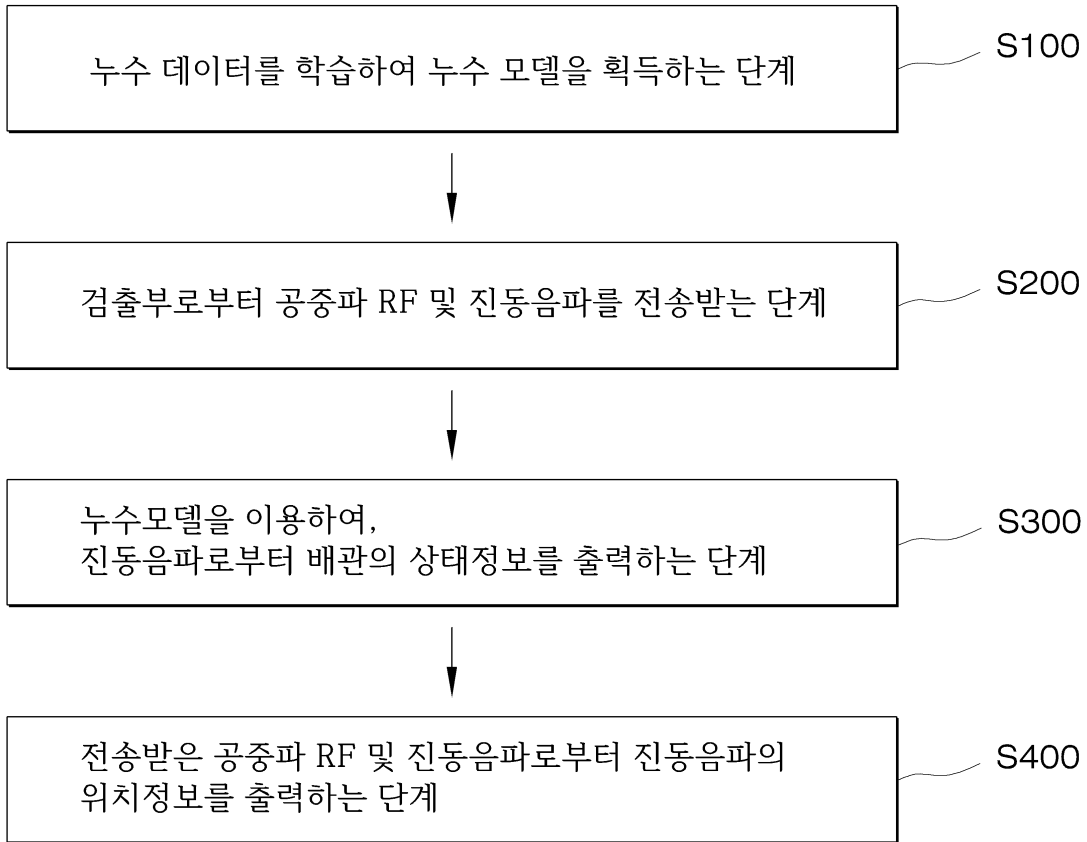 누수 데이터를 학습하여 누수 모델을 획득하는 단계
S100
검출부로부터 공중파 RF 및 진동음파를 전송받는 단계
S200
누수모델을 이용하여,
진동음파로부터 배관의 상태정보를 출력하는 단계
S300
전송받은 공중파 RF 및 진동음파로부터 진동음파의
위치정보를 출력하는 단계
S400